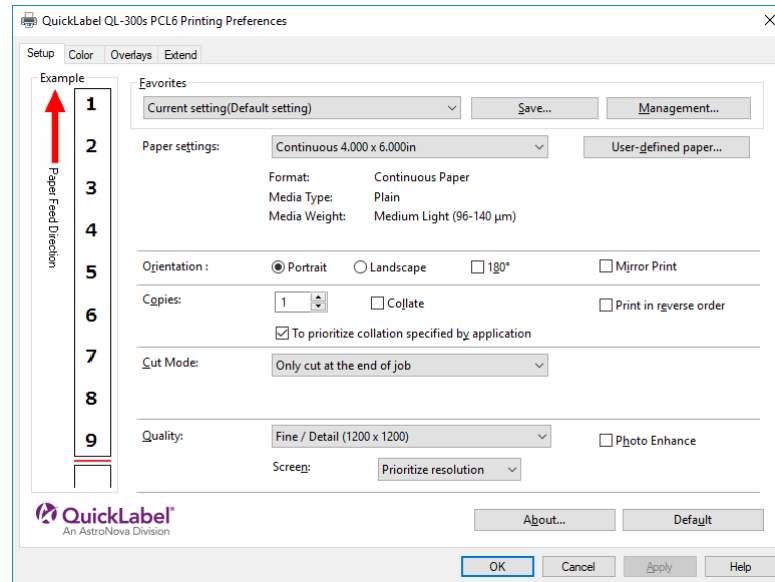 QuickLabel QL-300s PCL6 Printing Preferences
Setup Color Overlays Extend
Example
1
2
3
4
5
6
7
8
9
Paper Feed Direction
Favorites
Current setting(Default setting) Save... Management...
Paper settings: Continuous 4.000 x 6.000in User-defined paper...
Format: Continuous Paper
Media Type: Plain
Media Weight: Medium Light (96-140 μm)
Orientation : Portrait Landscape 180° Mirror Print
Copies: 1 Collate Print in reverse order
To prioritize collation specified by application
Cut Mode: Only cut at the end of job
Quality: Fine / Detail (1200 x 1200) Photo Enhance
Screen: Prioritize resolution
QuickLabel®
An AstroNova Division
About... Default
OK Cancel Apply Help